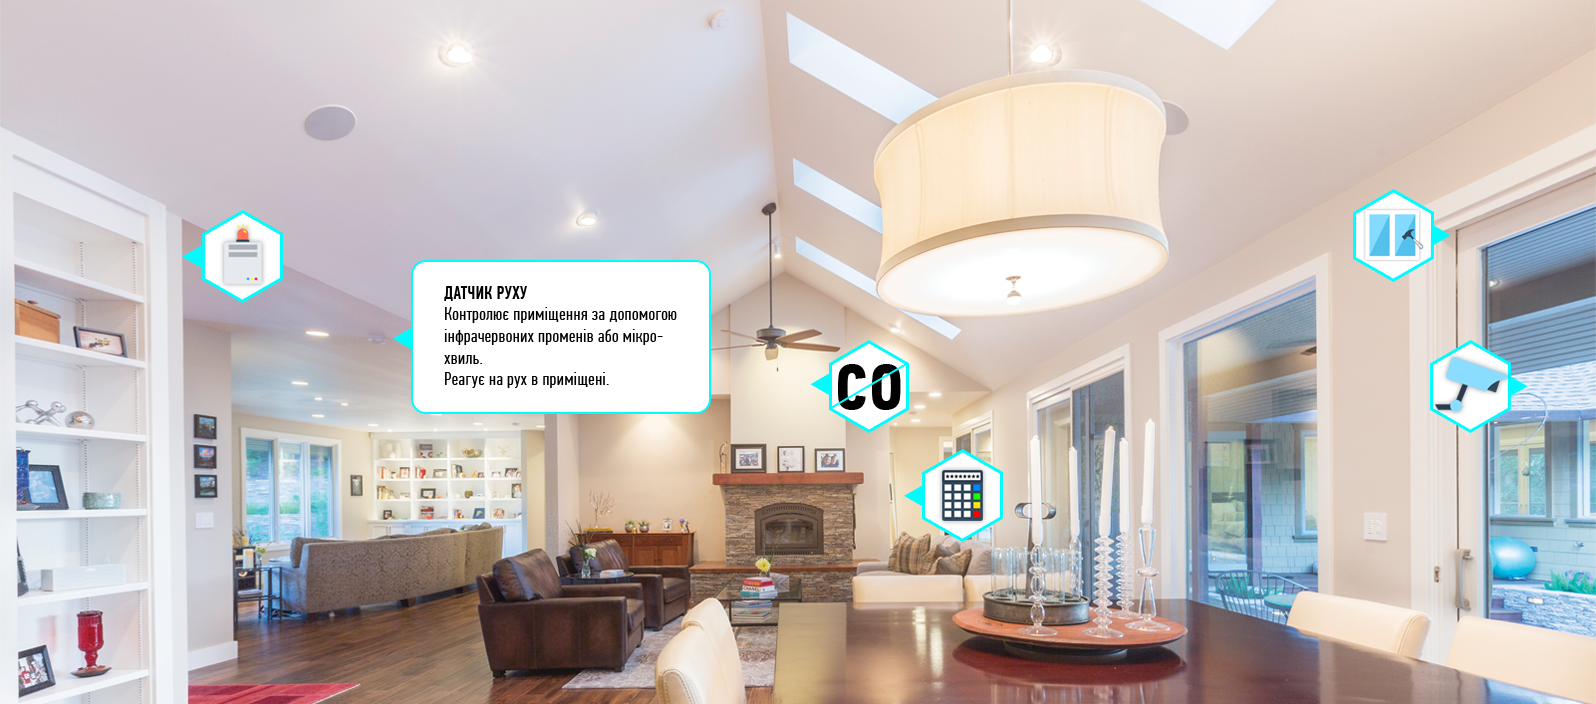 ДАТЧИК РУХУ
Контролює приміщення за допомогою
інфрачервоних променів або мікро-
хвиль.
Реагує на рух в приміщені.
CO